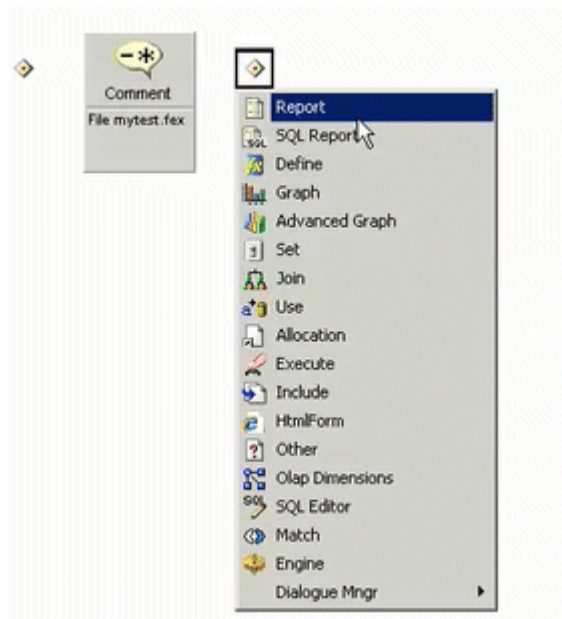 Comment
File mytest.fex
Report
SQL Report
Define
Graph
Advanced Graph
Set
Join
Use
Allocation
Execute
Include
HtmlForm
Other
Olap Dimensions
SQL Editor
Match
Engine
Dialogue Mngr